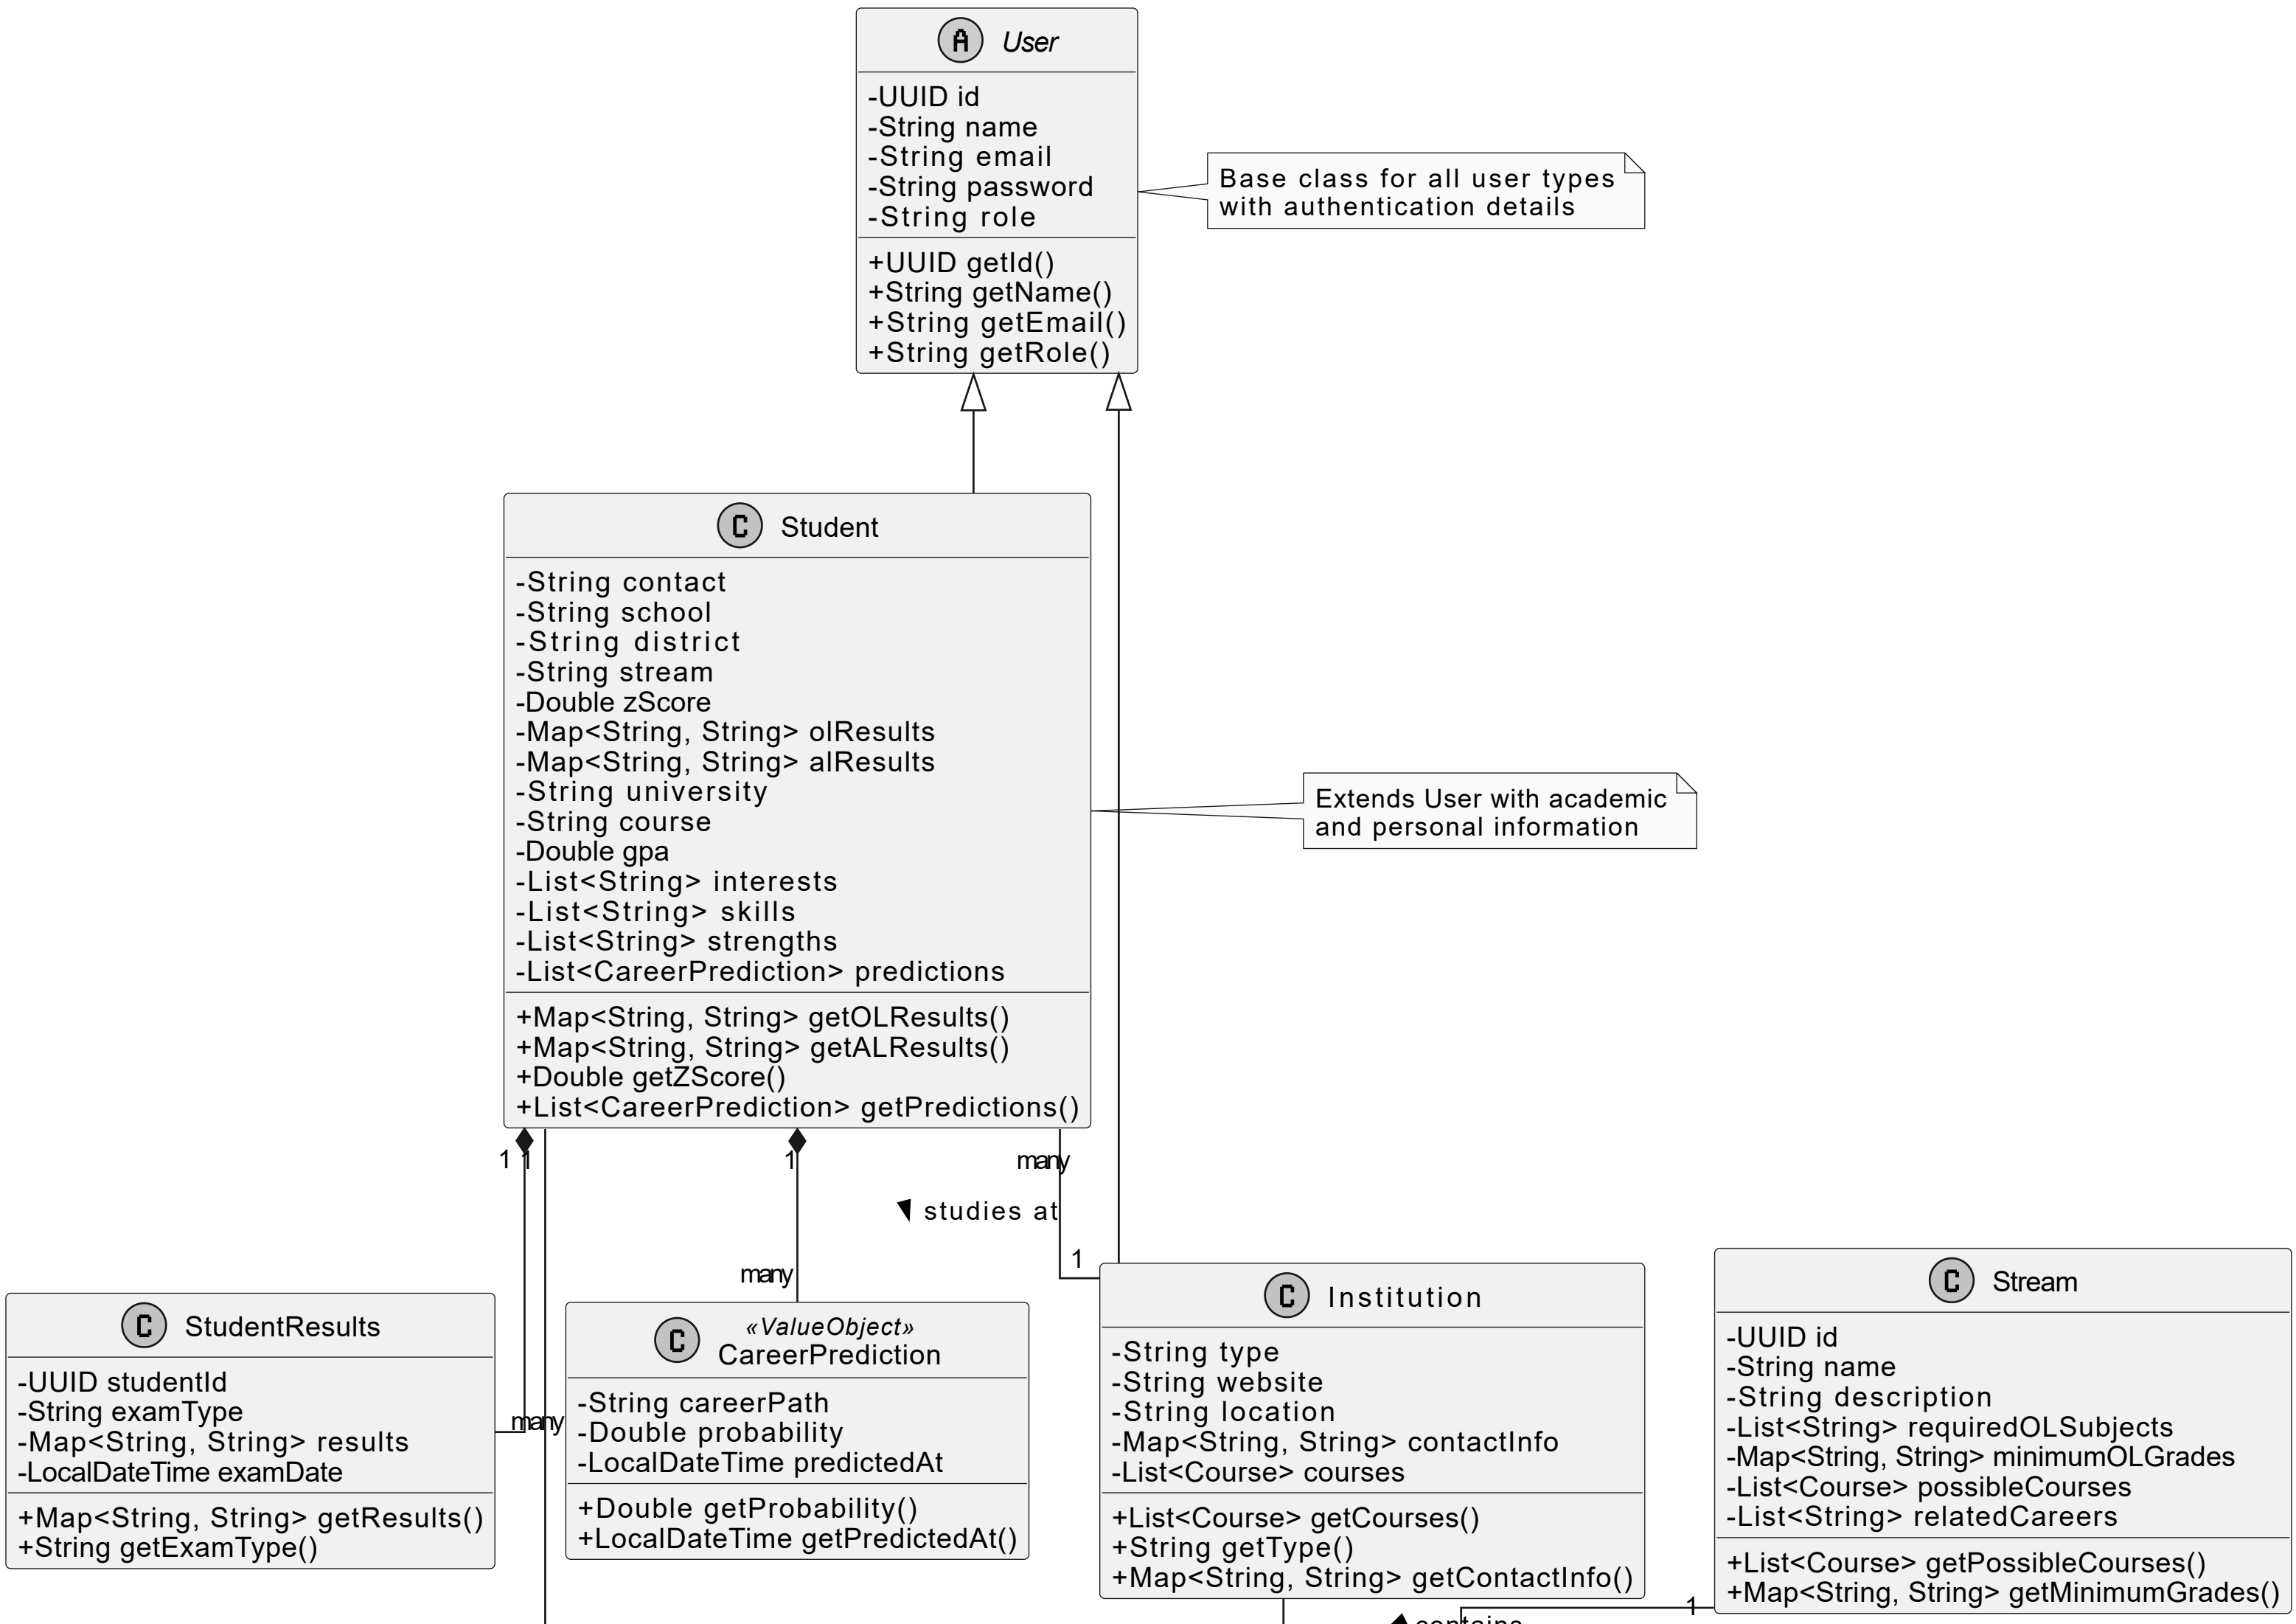 A User
-UUID id
-String name
-String email
-String password
-String role
+UUID getId()
+String getName()
+String getEmail()
+String getRole()
Base class for all user types
with authentication details
C Student
-String contact
-String school
-String district
-String stream
-Double zScore
-Map<String, String> olResults
-Map<String, String> alResults
-String university
-String course
-Double gpa
-List<String> interests
-List<String> skills
-List<String> strengths
-List<CareerPrediction> predictions
+Map<String, String> getOLResults()
+Map<String, String> getALResults()
+Double getZScore()
+List<CareerPrediction> getPredictions()
Extends User with academic
and personal information
1 1
1
many
studies at
1
many
many
C StudentResults
-UUID studentId
-String examType
-Map<String, String> results
-LocalDateTime examDate
+Map<String, String> getResults()
+String getExamType()
C «ValueObject»
CareerPrediction
-String careerPath
-Double probability
-LocalDateTime predictedAt
+Double getProbability()
+LocalDateTime getPredictedAt()
C Institution
-String type
-String website
-String location
-Map<String, String> contactInfo
-List<Course> courses
+List<Course> getCourses()
+String getType()
+Map<String, String> getContactInfo()
C Stream
-UUID id
-String name
-String description
-List<String> requiredOLSubjects
-Map<String, String> minimumOLGrades
-List<Course> possibleCourses
-List<String> relatedCareers
+List<Course> getPossibleCourses()
+Map<String, String> getMinimumGrades()
1
contains